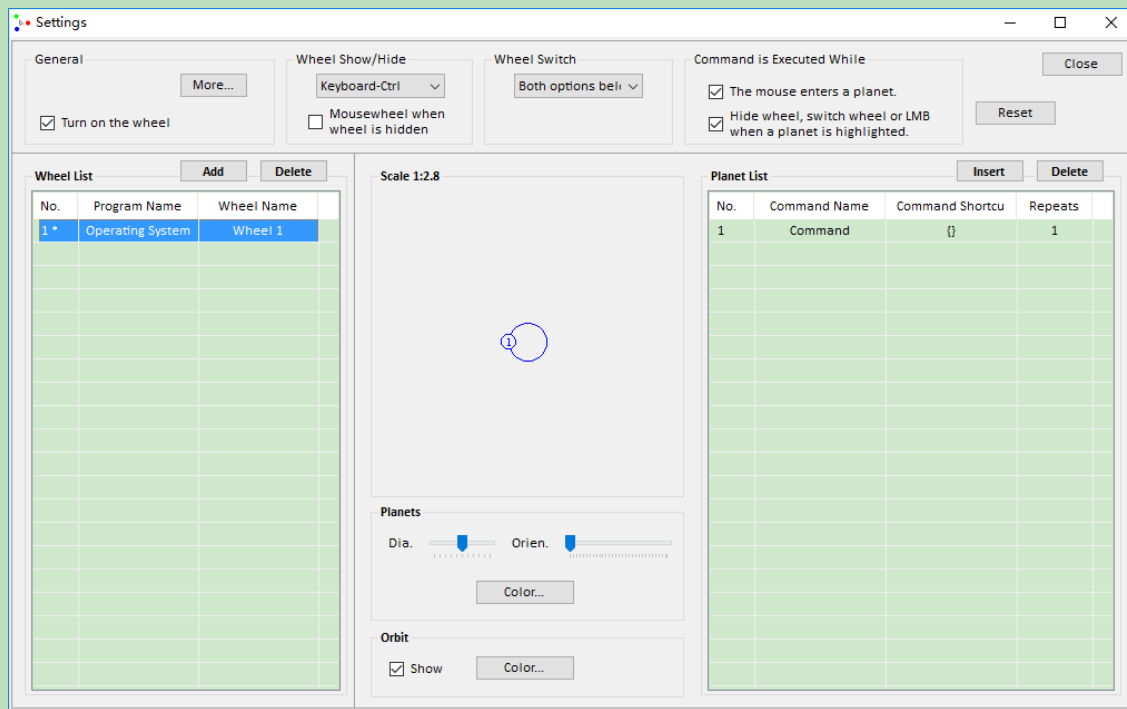 Settings
General
More...
Turn on the wheel
Wheel Show/Hide
Keyboard-Ctrl
Mousewheel when
wheel is hidden
Wheel Switch
Both options bel
Command is Executed While
The mouse enters a planet.
Hide wheel, switch wheel or LMB
when a planet is highlighted.
Close
Reset
Wheel List
Add
Delete
No. Program Name Wheel Name
1 * Operating System Wheel 1
Scale 1:2.8
1
Planets
Dia.
Orien.
Color...
Orbit
Show
Color...
Planet List
Insert
Delete
No. Command Name Command Shortcu Repeats
1 Command {} 1